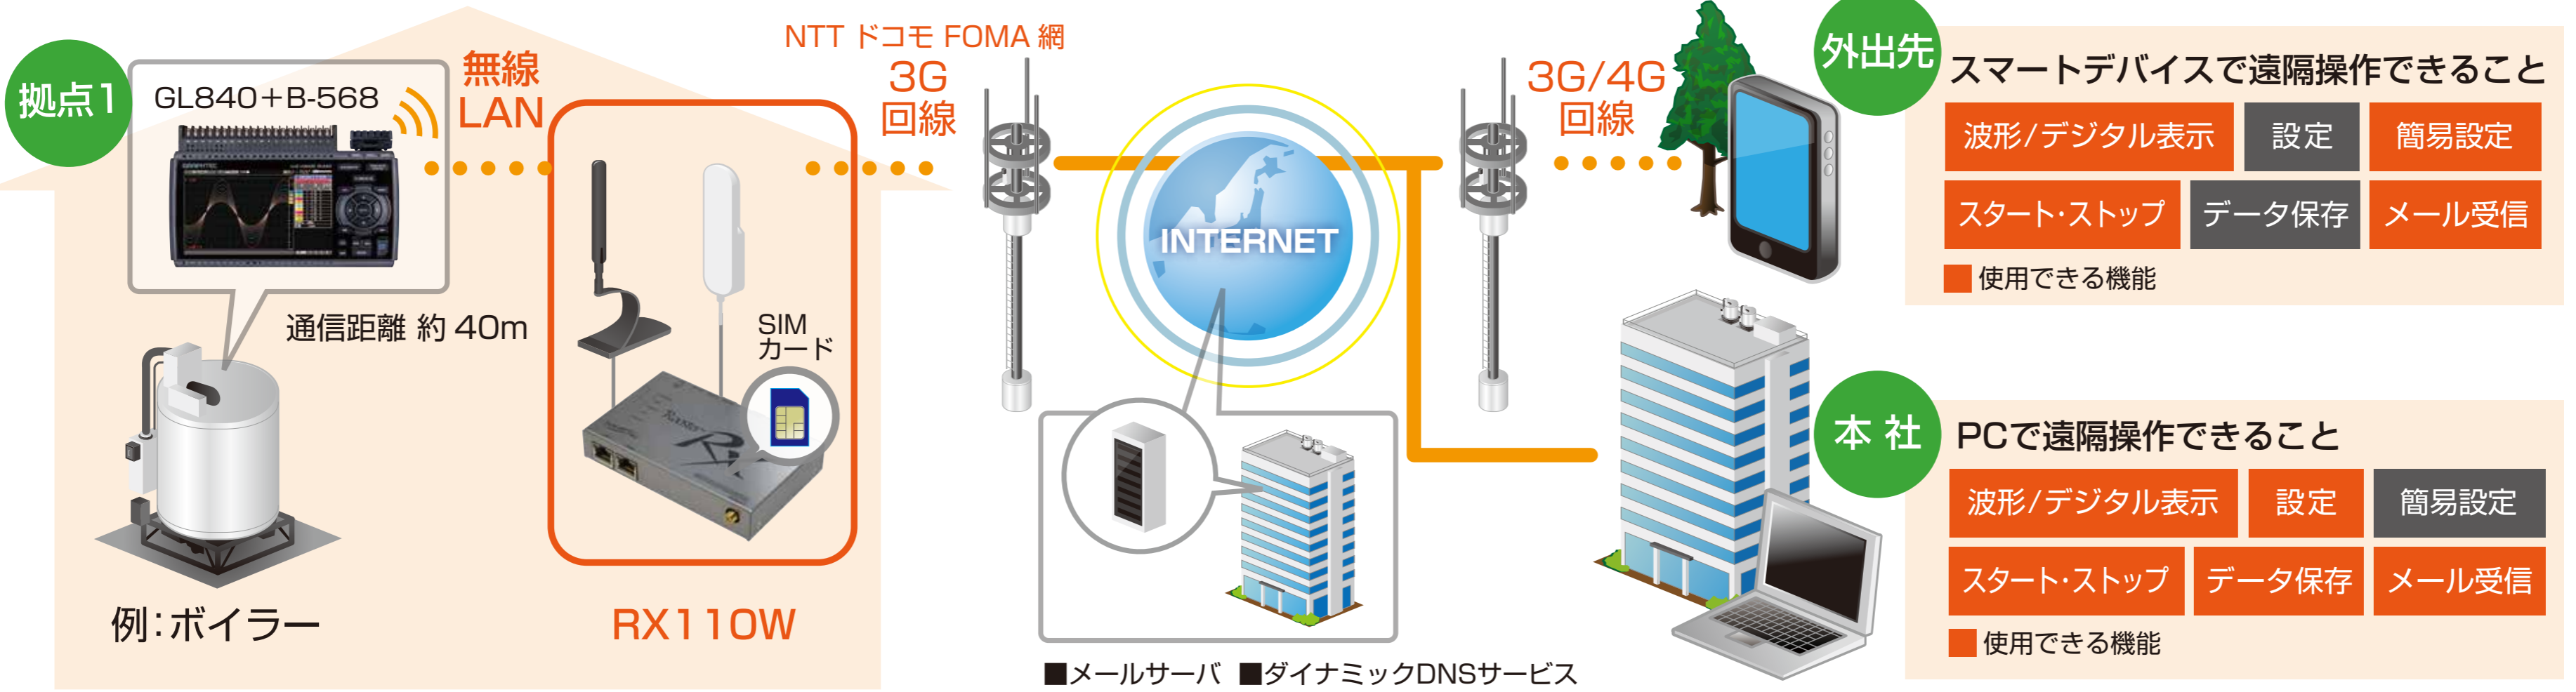 拠点1
GL840+B-568
無線
LAN
通信距離 約 40m
例:ボイラー
SIM
カード
RX110W
NTT ドコモ FOMA 網
3G
回線
INTERNET
■メールサーバ ■ダイナミックDNSサービス
3G/4G
回線
外出先
スマートデバイスで遠隔操作できること
波形/デジタル表示 設定 簡易設定
スタート・ストップ データ保存 メール受信
使用できる機能
本 社
PCで遠隔操作できること
波形/デジタル表示 設定 簡易設定
スタート・ストップ データ保存 メール受信
使用できる機能